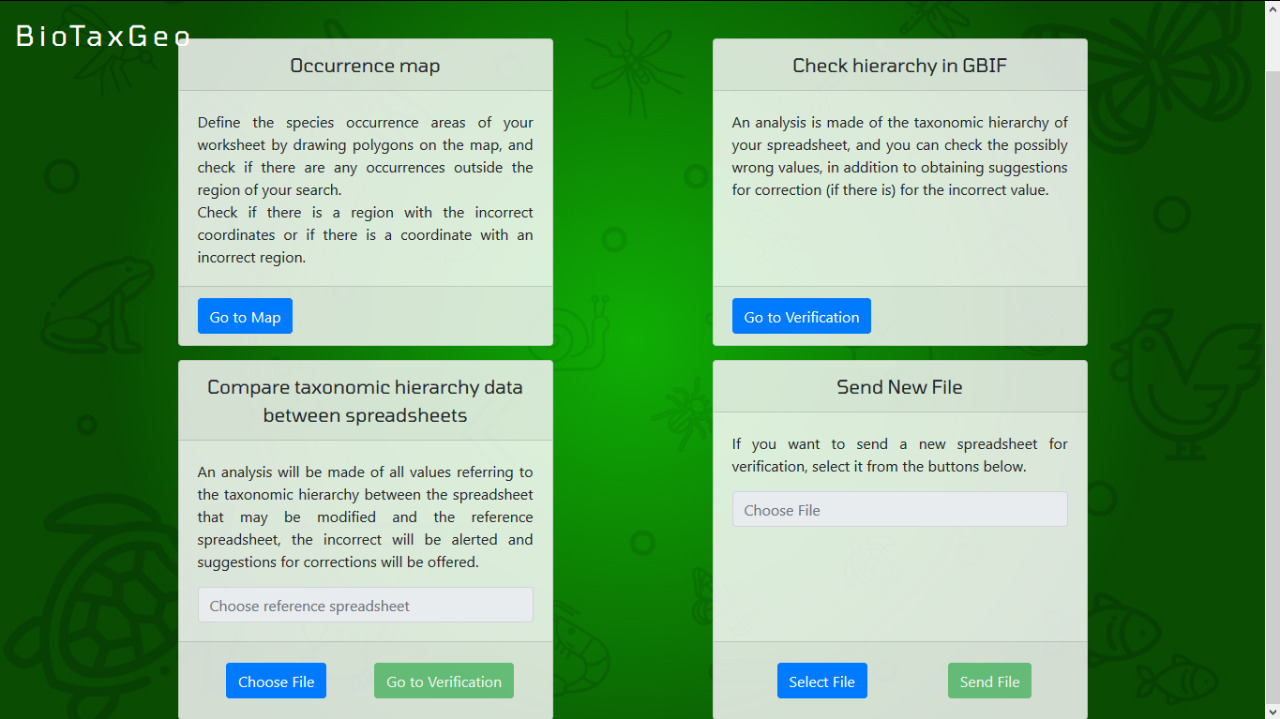 BioTaxGeo
Occurrence map
Define the species occurrence areas of your
worksheet by drawing polygons on the map, and
check if there are any occurrences outside the
region of your search.
Check if there is a region with the incorrect
coordinates or if there is a coordinate with an
incorrect region.
Go to Map
Check hierarchy in GBIF
An analysis is made of the taxonomic hierarchy of
your spreadsheet, and you can check the possibly
wrong values, in addition to obtaining suggestions
for correction (if there is) for the incorrect value.
Go to Verification
Compare taxonomic hierarchy data
between spreadsheets
An analysis will be made of all values referring to
the taxonomic hierarchy between the spreadsheet
that may be modified and the reference
spreadsheet, the incorrect will be alerted and
suggestions for corrections will be offered.
Choose reference spreadsheet
Choose File
Go to Verification
Send New File
If you want to send a new spreadsheet for
verification, select it from the buttons below.
Choose File
Select File
Send File